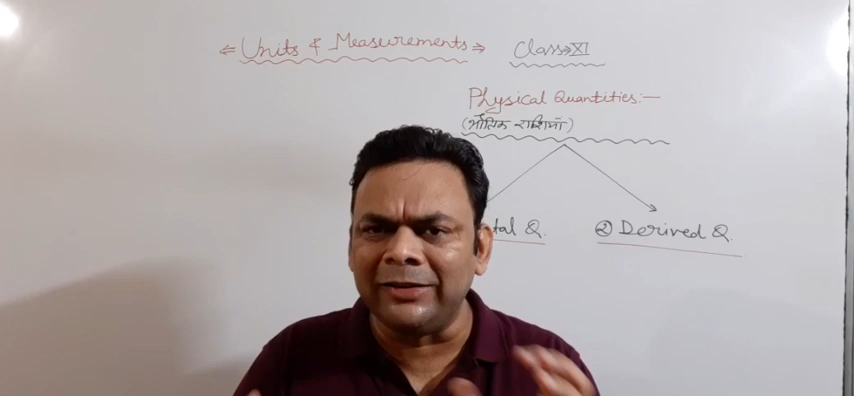 ⇐ Units & Measurements ⇒ Class→XI
Physical Quantities:—
(भौतिक राशियाँ)
tal Q. ② Derived Q.